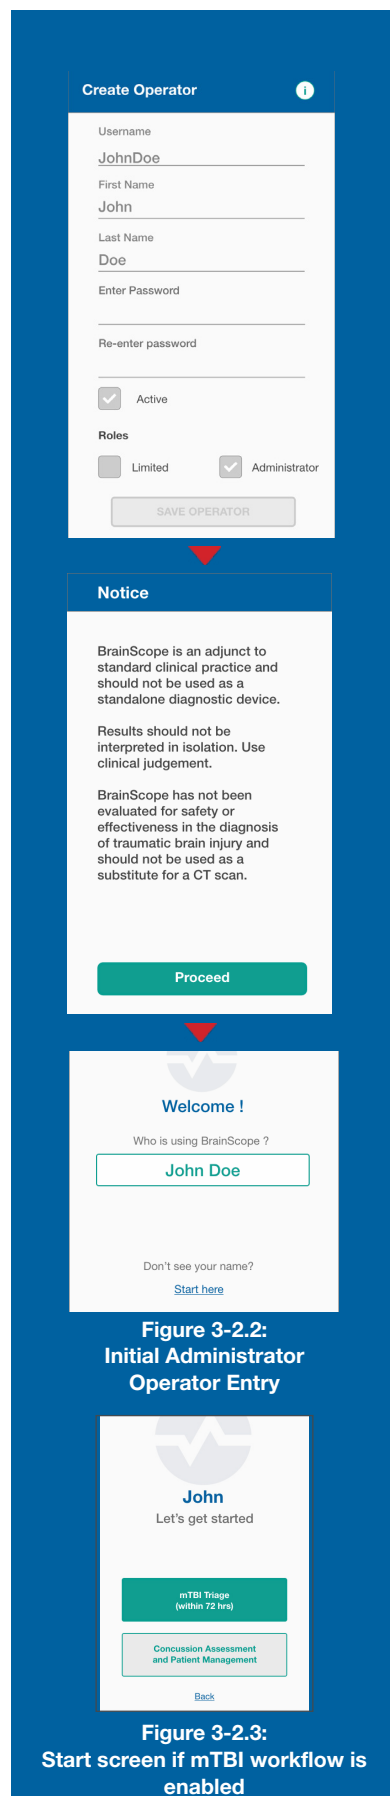 Create Operator
i
Username
JohnDoe
First Name
John
Last Name
Doe
Enter Password
Re-enter password
Active
Roles
Limited
Administrator
SAVE OPERATOR
Notice
BrainScope is an adjunct to
standard clinical practice and
should not be used as a
standalone diagnostic device.
Results should not be
interpreted in isolation. Use
clinical judgement.
BrainScope has not been
evaluated for safety or
effectiveness in the diagnosis
of traumatic brain injury and
should not be used as a
substitute for a CT scan.
Proceed
Welcome !
Who is using BrainScope ?
John Doe
Don't see your name?
Start here
Figure 3-2.2:
Initial Administrator
Operator Entry
John
Let's get started
mTBI Triage
(within 72 hrs)
Concussion Assessment
and Patient Management
Back
Figure 3-2.3:
Start screen if mTBI workflow is
enabled